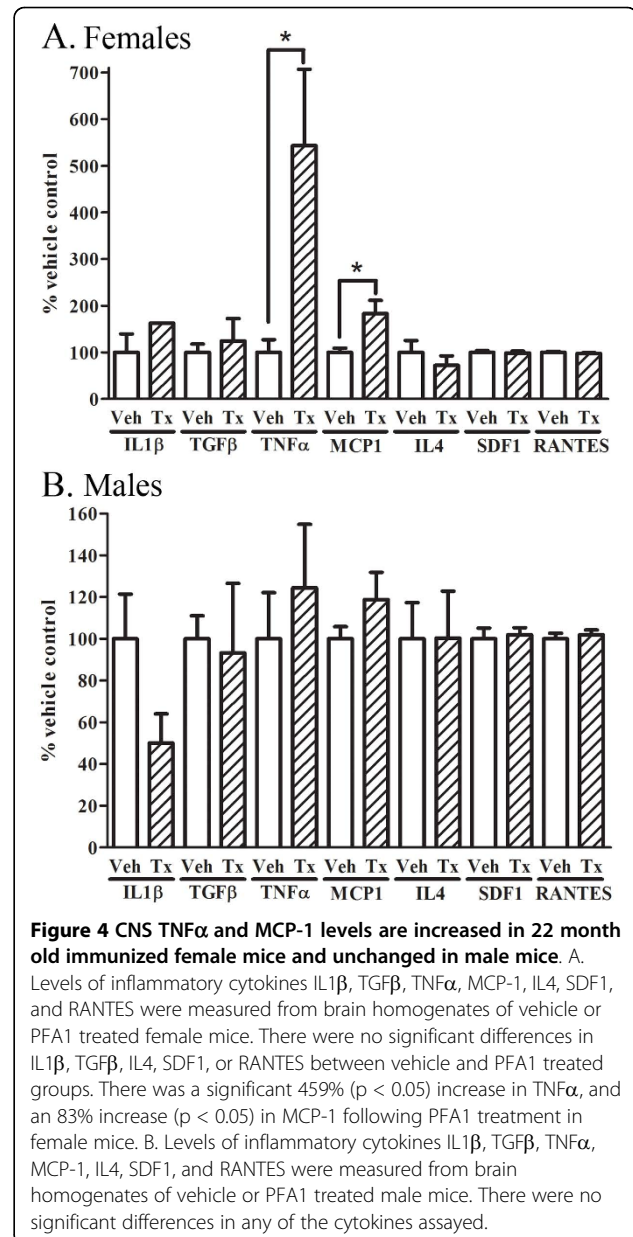 A. Females
*
*
700
600
500
400
300
200
100
0
% vehicle control
Veh Tx Veh Tx Veh Tx Veh Tx Veh Tx Veh Tx Veh Tx
IL1β TGFβ TNFα MCP1 IL4 SDF1 RANTES
B. Males
160
140
120
100
80
60
40
20
0
% vehicle control
Veh Tx Veh Tx Veh Tx Veh Tx Veh Tx Veh Tx Veh Tx
IL1β TGFβ TNFα MCP1 IL4 SDF1 RANTES
Figure 4 CNS TNFα and MCP-1 levels are increased in 22 month
old immunized female mice and unchanged in male mice. A.
Levels of inflammatory cytokines IL1β, TGFβ, TNFα, MCP-1, IL4, SDF1,
and RANTES were measured from brain homogenates of vehicle or
PFA1 treated female mice. There were no significant differences in
IL1β, TGFβ, IL4, SDF1, or RANTES between vehicle and PFA1 treated
groups. There was a significant 459% (p < 0.05) increase in TNFα, and
an 83% increase (p < 0.05) in MCP-1 following PFA1 treatment in
female mice. B. Levels of inflammatory cytokines IL1β, TGFβ, TNFα,
MCP-1, IL4, SDF1, and RANTES were measured from brain
homogenates of vehicle or PFA1 treated male mice. There were no
significant differences in any of the cytokines assayed.